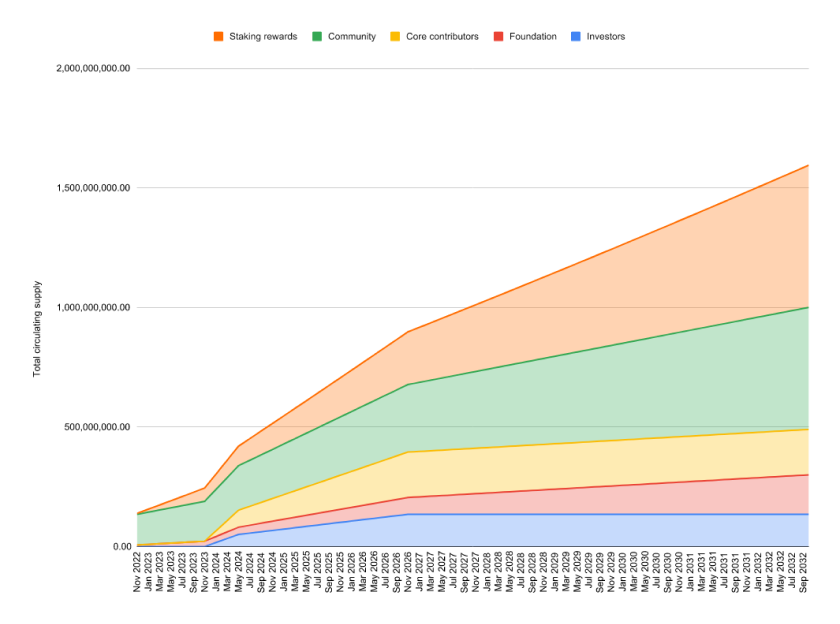 Staking rewards Community Core contributors Foundation Investors
Total circulating supply
2,000,000,000.00
1,500,000,000.00
1,000,000,000.00
500,000,000.00
0.00
Nov 2022
Jan 2023
Mar 2023
May 2023
Jul 2023
Sep 2023
Nov 2023
Jan 2024
Mar 2024
May 2024
Jul 2024
Sep 2024
Nov 2024
Jan 2025
Mar 2025
May 2025
Jul 2025
Sep 2025
Nov 2025
Jan 2026
Mar 2026
May 2026
Jul 2026
Sep 2026
Nov 2026
Jan 2027
Mar 2027
May 2027
Jul 2027
Sep 2027
Nov 2027
Jan 2028
Mar 2028
May 2028
Jul 2028
Sep 2028
Nov 2028
Jan 2029
Mar 2029
May 2029
Jul 2029
Sep 2029
Nov 2029
Jan 2030
Mar 2030
May 2030
Jul 2030
Sep 2030
Nov 2030
Jan 2031
Mar 2031
May 2031
Jul 2031
Sep 2031
Nov 2031
Jan 2032
Mar 2032
May 2032
Jul 2032
Sep 2032